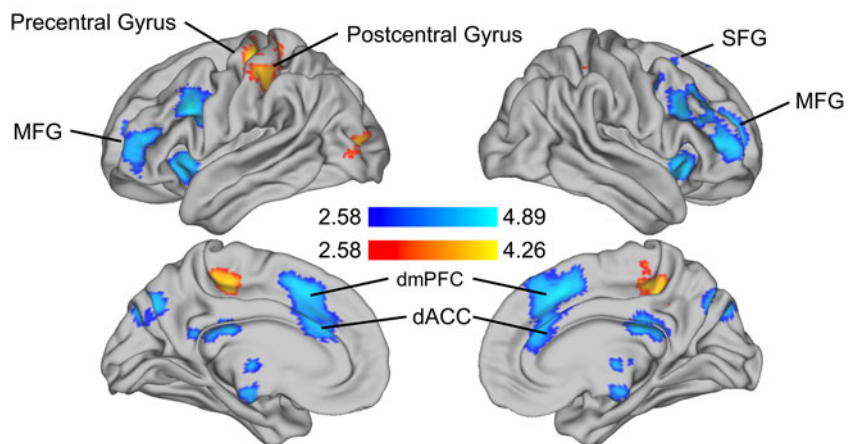 Precentral Gyrus
Postcentral Gyrus
SFG
MFG
MFG
2.58 4.89
2.58 4.26
dmPFC
dACC